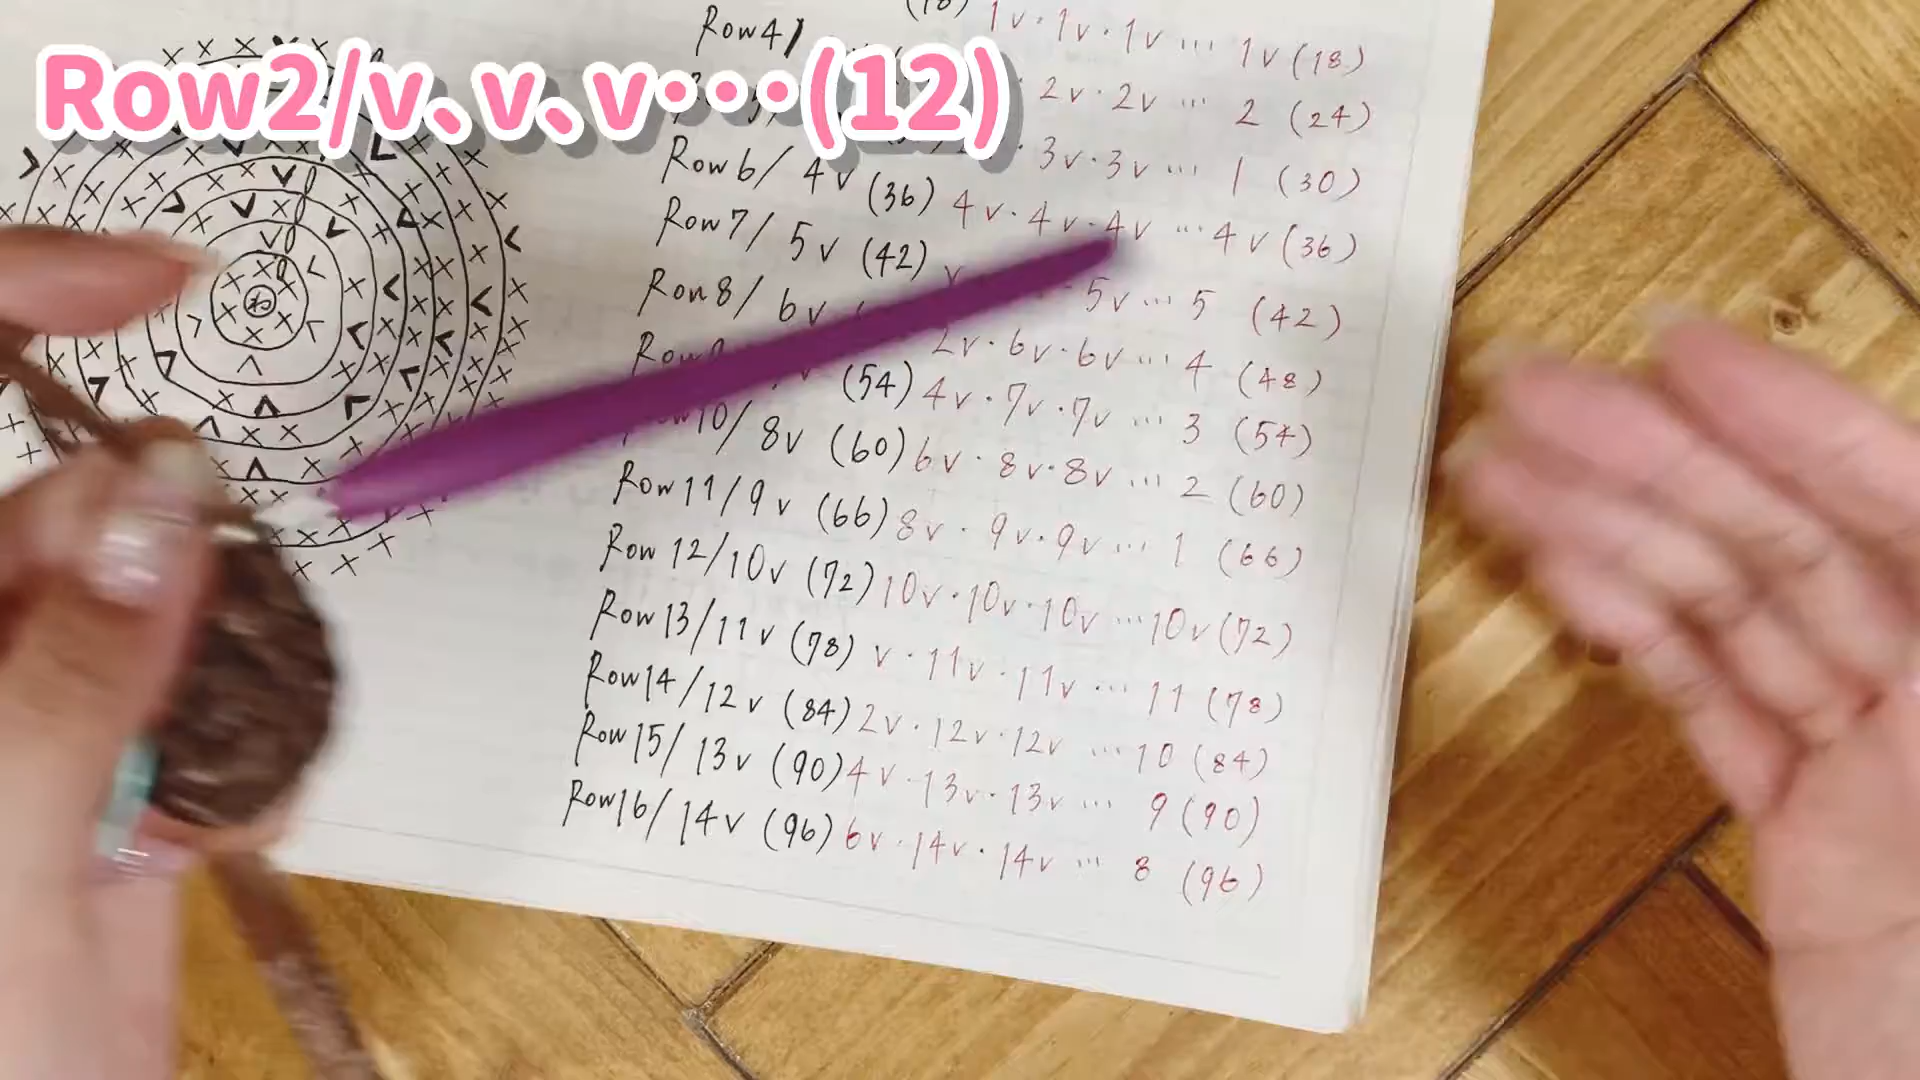 Row2/v、v、v・・・(12)
Row4/
(18) 1v・1v・1v … 1v (18)
2v・2v … 2 (24)
Row6/ 4v (36) 3v・3v … 1 (30)
Row7/ 5v (42) 4v・4v・4v … 4v (36)
Row8/ 6v v 5v … 5 (42)
Row 2v・6v・6v … 4 (48)
(54) 4v・7v・7v … 3 (54)
Row10/ 8v (60) 6v・8v・8v … 2 (60)
Row11/9v (66) 8v・9v・9v … 1 (66)
Row12/10v (72) 10v・10v・10v … 10v (72)
Row13/11v (78) v・11v・11v … 11 (78)
Row14/12v (84) 2v・12v・12v … 10 (84)
Row15/13v (90) 4v・13v・13v … 9 (90)
Row16/14v (96) 6v・14v・14v … 8 (96)